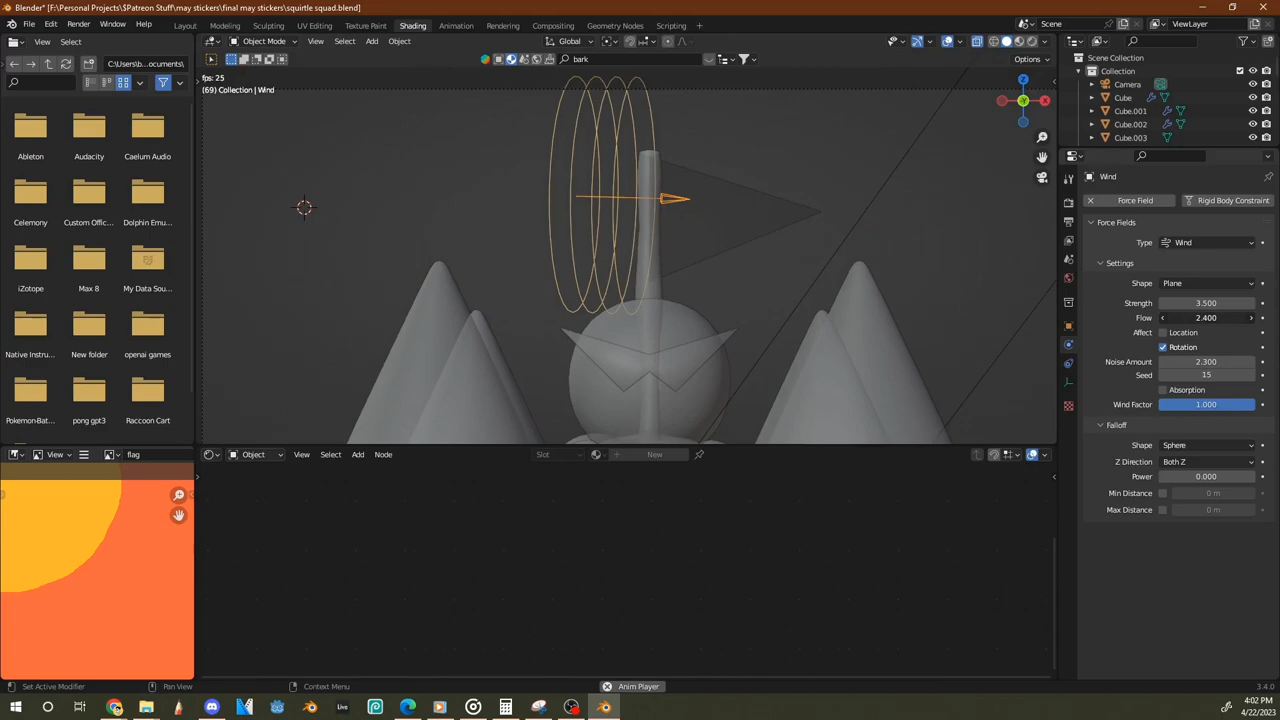 Blender* [F:\Personal Projects\$Patreon Stuff\may stickers\final may stickers\squirtle squad.blend]
File Edit Render Window Help Layout Modeling Sculpting UV Editing Texture Paint Shading Animation Rendering Compositing Geometry Nodes Scripting Scene ViewLayer
View Select Object Mode View Select Add Object Global
C:\Users\b...ocuments\ bark Options
Scene Collection
Collection
Camera
Cube
Cube.001
Cube.002
Cube.003
fps: 25
(69) Collection | Wind
Ableton Audacity Caelum Audio
Celemony Custom Offic... Dolphin Emu...
iZotope Max 8 My Data Sou...
Native Instru... New folder openai games
Pokemon-Bat... pong gpt3 Raccoon Cart
Wind
Force Field Rigid Body Constraint
Force Fields
Type Wind
Settings
Shape Plane
Strength 3.500
Flow 2.400
Affect Location
Rotation
Noise Amount 2.300
Seed 15
Absorption
Wind Factor 1.000
Falloff
Shape Sphere
Z Direction Both Z
Power 0.000
Min Distance 0 m
Max Distance 0 m
View flag Object View Select Add Node Slot New
Set Active Modifier Pan View Context Menu Anim Player 3.4.0
Live
4:02 PM
4/22/2023